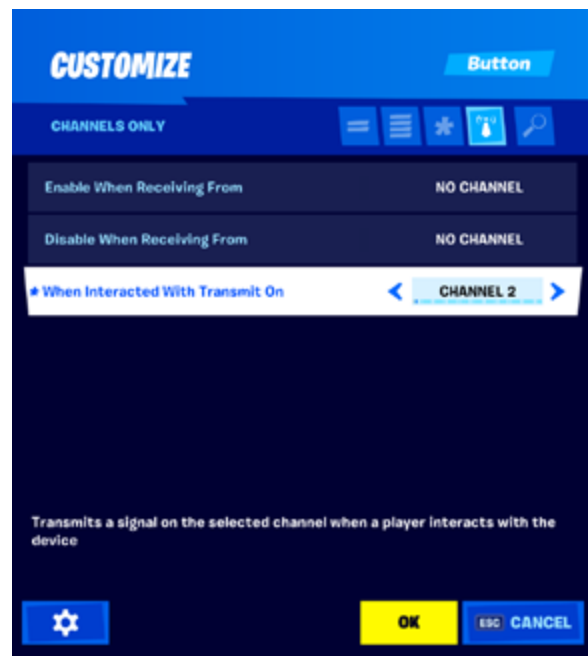 CUSTOMIZE
Button
CHANNELS ONLY
Enable When Receiving From NO CHANNEL
Disable When Receiving From NO CHANNEL
* When Interacted With Transmit On CHANNEL 2
Transmits a signal on the selected channel when a player interacts with the
device
OK
ESC CANCEL